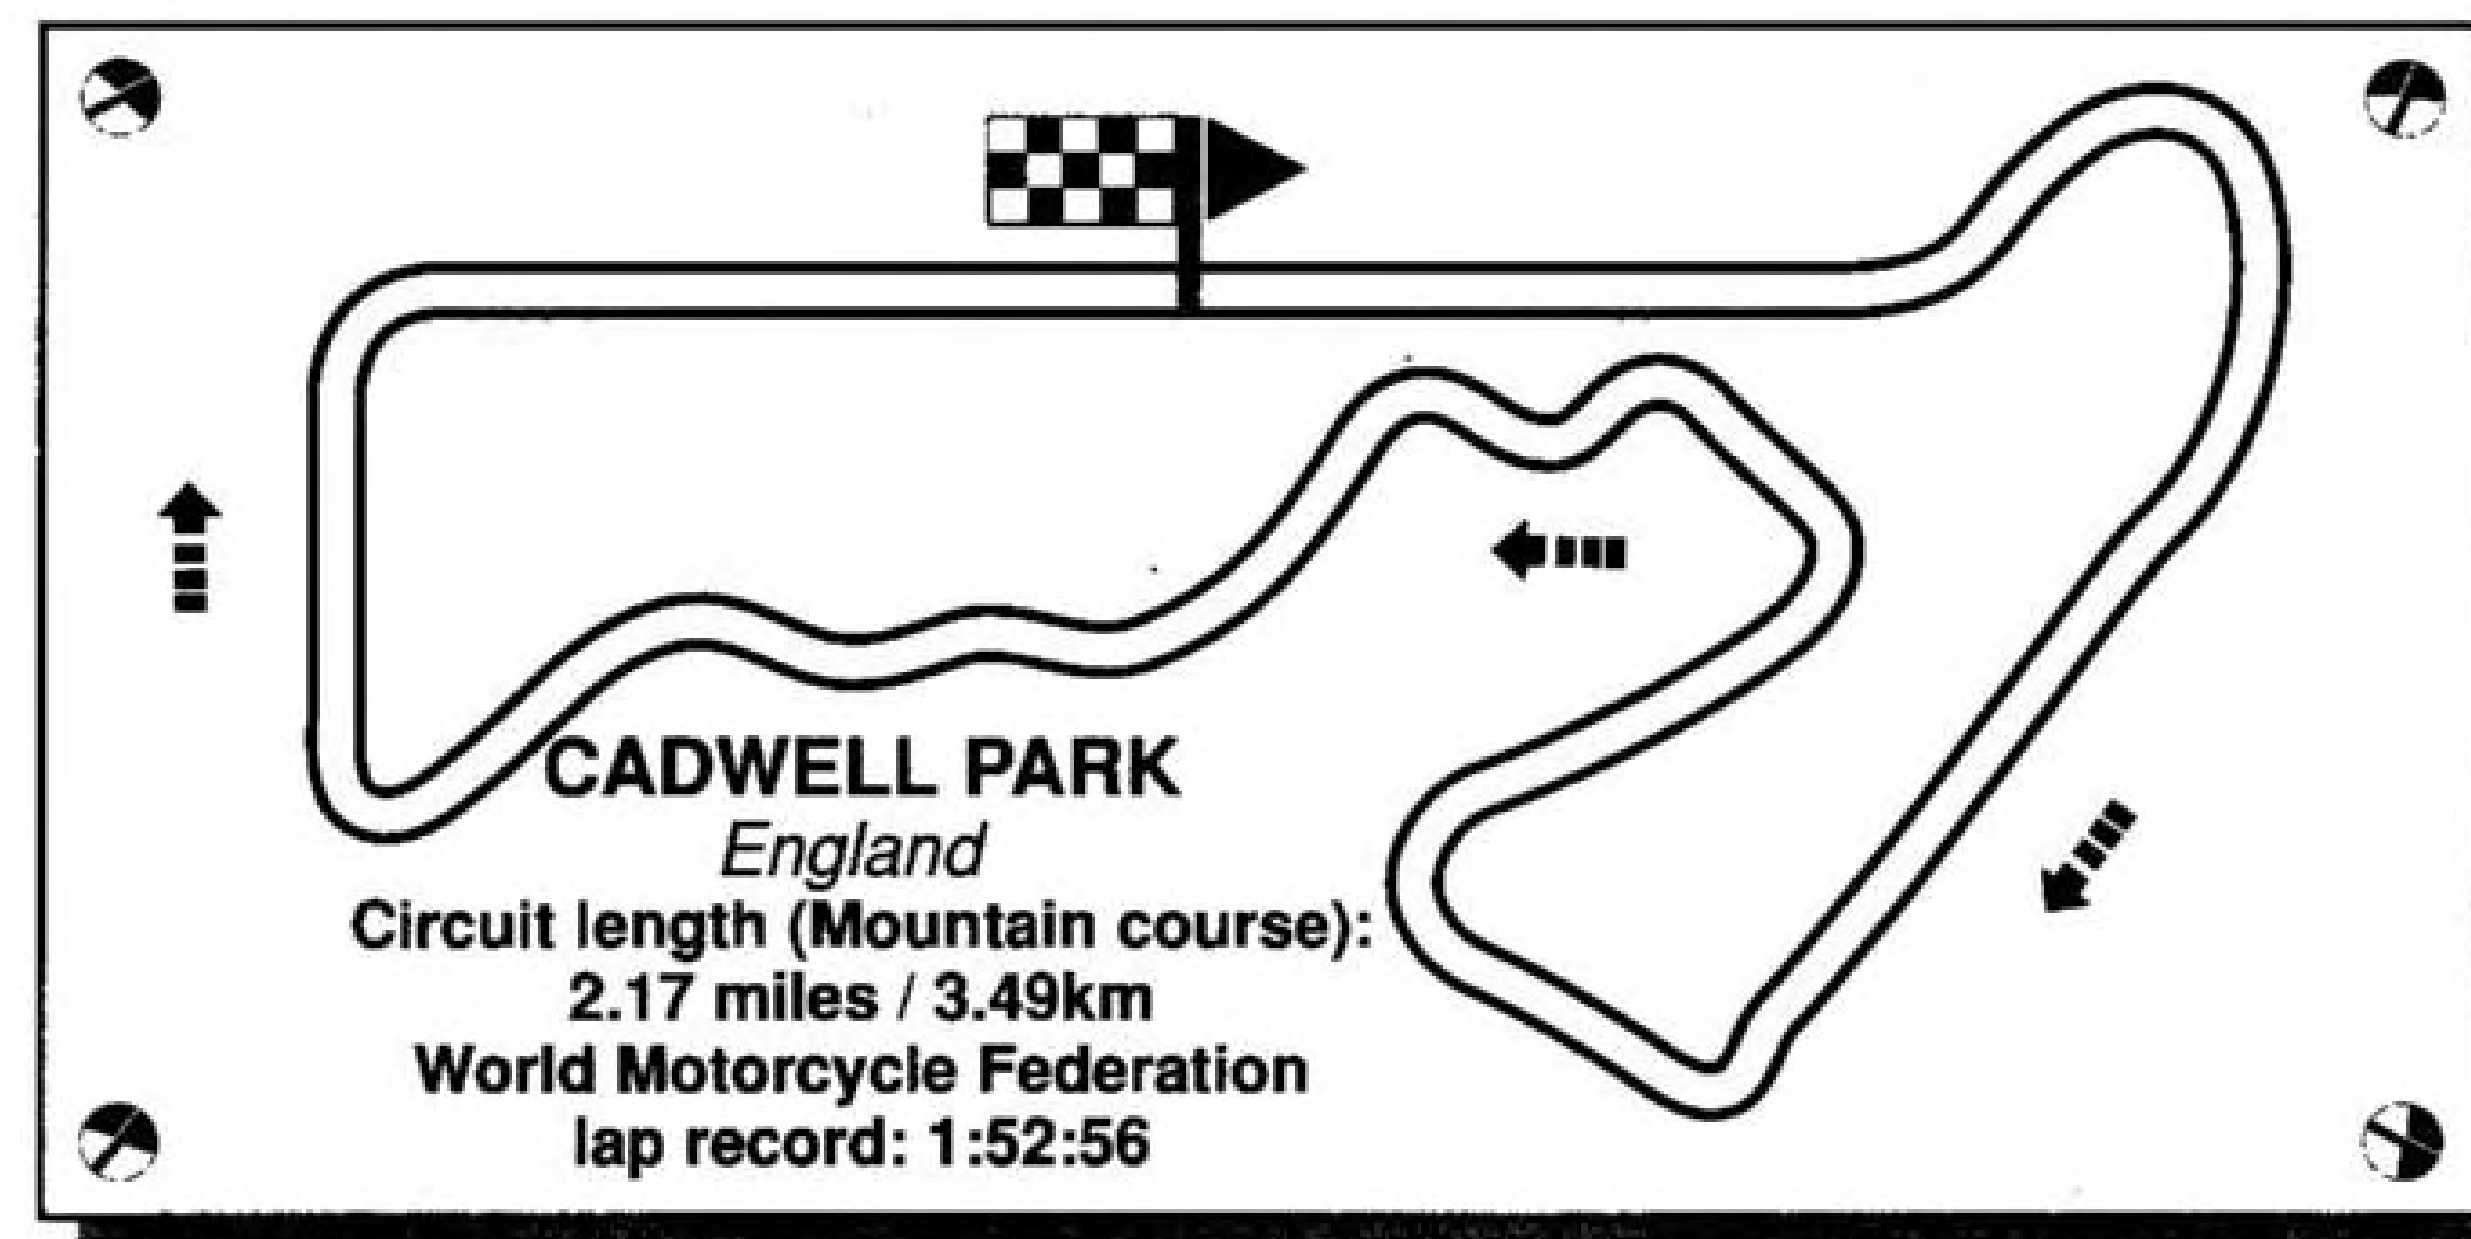 CADWELL PARK
England
Circuit length (Mountain course):
2.17 miles / 3.49km
World Motorcycle Federation
lap record: 1:52:56